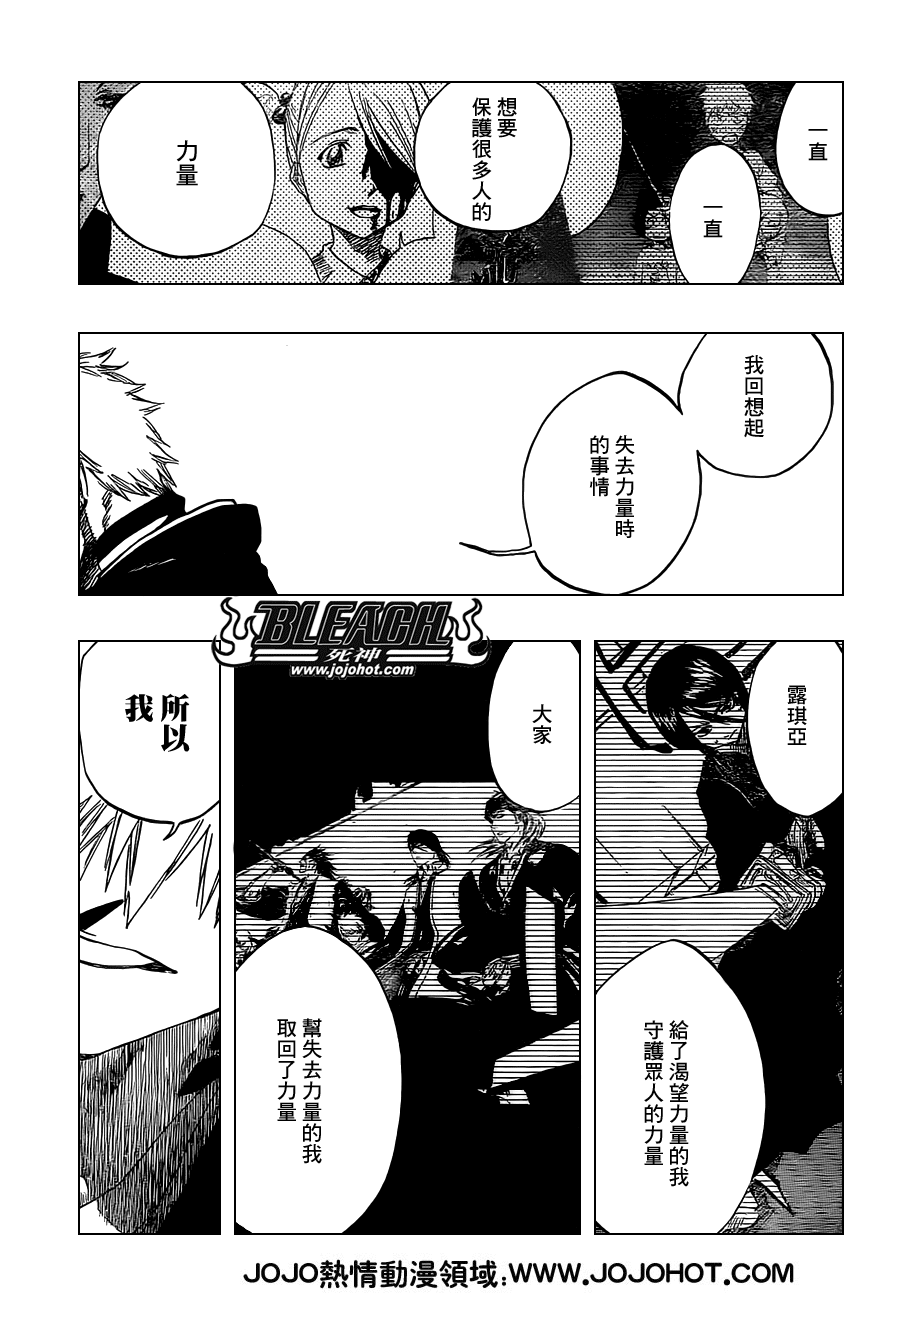 一直
一直
想要
保護很多人的
力量
我回想起
失去力量時
的事情
BLEACH
死神
www.jojohot.com
露琪亞
給了渴望力量的我
守護眾人的力量
大家
幫失去力量的我
取回了力量
所以
我
JOJO熱情動漫領域:WWW.JOJOHOT.COM